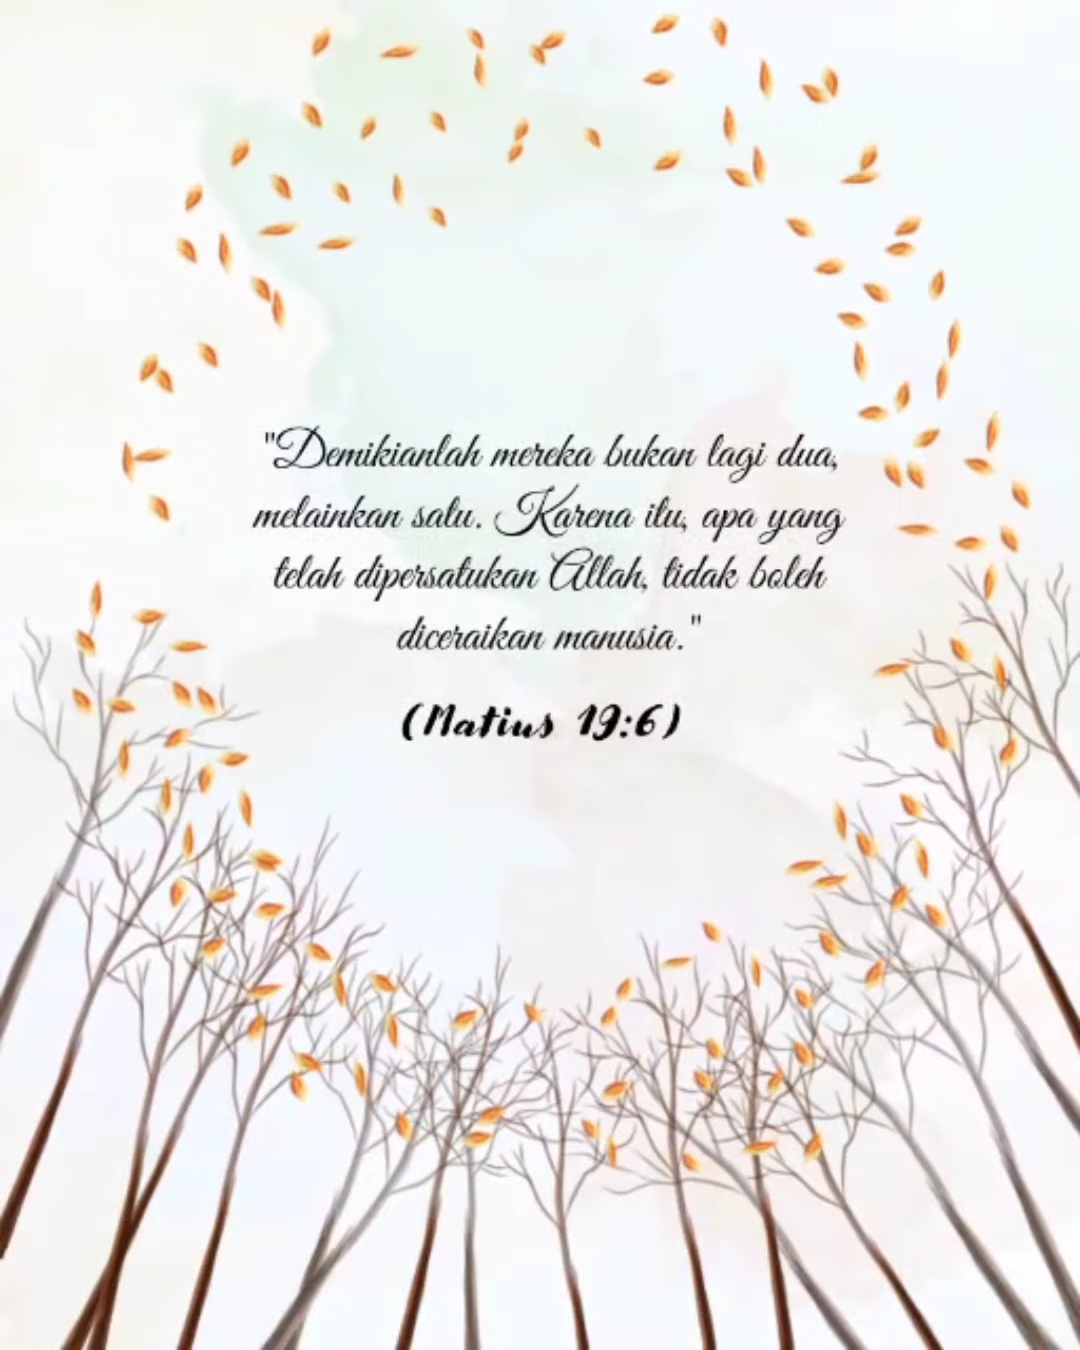 "Demikianlah mereka bukan lagi dua,
melainkan satu. Karena itu, apa yang
telah dipersatukan Allah, tidak boleh
diceraikan manusia."
(Matius 19:6)